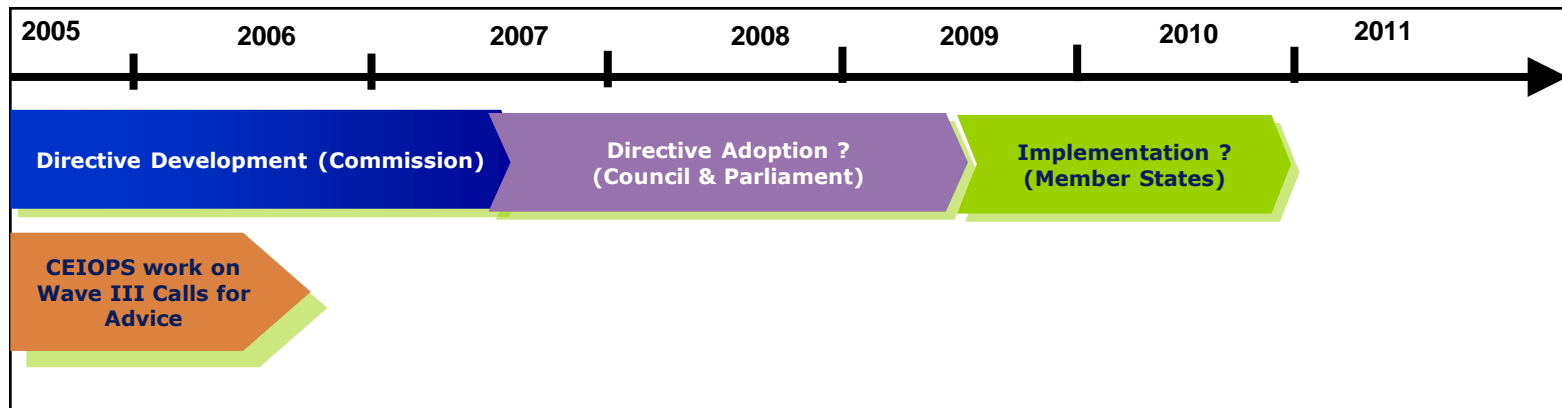 2005 2006 2007 2008 2009 2010 2011
Directive Development (Commission)
Directive Adoption ?
(Council & Parliament)
Implementation ?
(Member States)
CEIOPS work on
Wave III Calls for
Advice